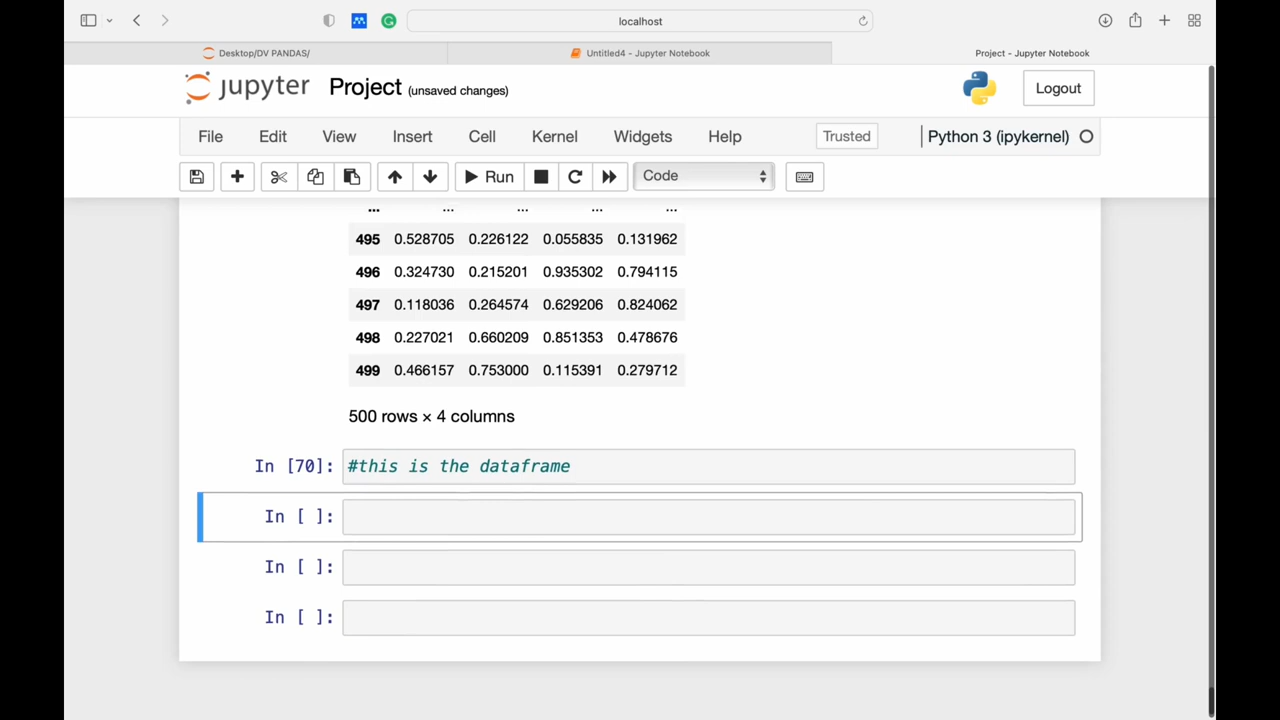 localhost
Desktop/DV PANDAS/
Untitled4 - Jupyter Notebook
Project - Jupyter Notebook
jupyter Project (unsaved changes)
Logout
File Edit View Insert Cell Kernel Widgets Help Trusted Python 3 (ipykernel)
Run Code
... ... ... ... ...
495 0.528705 0.226122 0.055835 0.131962
496 0.324730 0.215201 0.935302 0.794115
497 0.118036 0.264574 0.629206 0.824062
498 0.227021 0.660209 0.851353 0.478676
499 0.466157 0.753000 0.115391 0.279712
500 rows × 4 columns
In [70]: #this is the dataframe
In [ ]:
In [ ]:
In [ ]: